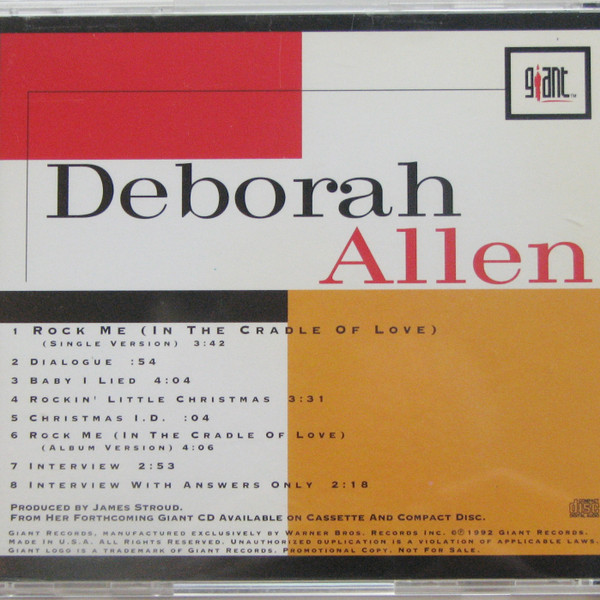 giant TM
Deborah
Allen
1 ROCK ME (IN THE CRADLE OF LOVE)
(SINGLE VERSION) 3:42
2 DIALOGUE :54
3 BABY I LIED 4:04
4 ROCKIN' LITTLE CHRISTMAS 3:31
5 CHRISTMAS I.D. :04
6 ROCK ME (IN THE CRADLE OF LOVE)
(ALBUM VERSION) 4:06
7 INTERVIEW 2:53
8 INTERVIEW WITH ANSWERS ONLY 2:18
PRODUCED BY JAMES STROUD.
FROM HER FORTHCOMING GIANT CD AVAILABLE ON CASSETTE AND COMPACT DISC.
disc
GIANT RECORDS, MANUFACTURED EXCLUSIVELY BY WARNER BROS. RECORDS INC. ©℗ 1992 GIANT RECORDS.
MADE IN U.S.A. ALL RIGHTS RESERVED. UNAUTHORIZED DUPLICATION IS A VIOLATION OF APPLICABLE LAWS.
GIANT LOGO IS A TRADEMARK OF GIANT RECORDS. PROMOTIONAL COPY. NOT FOR SALE.